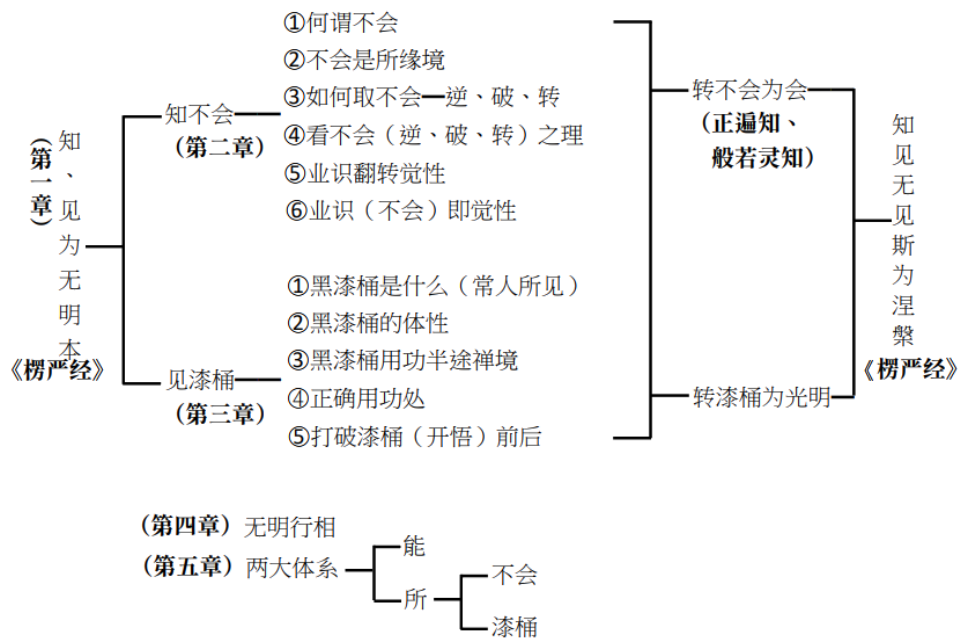 （第一章）
知、见为无明本
《楞严经》
知不会
（第二章）
①何谓不会
②不会是所缘境
③如何取不会—逆、破、转
④看不会（逆、破、转）之理
⑤业识翻转觉性
⑥业识（不会）即觉性
见漆桶
（第三章）
①黑漆桶是什么（常人所见）
②黑漆桶的体性
③黑漆桶用功半途禅境
④正确用功处
⑤打破漆桶（开悟）前后
转不会为会
（正遍知、
般若灵知）
转漆桶为光明
知见无见斯为涅槃
《楞严经》
（第四章）无明行相
（第五章）两大体系
能
所
不会
漆桶